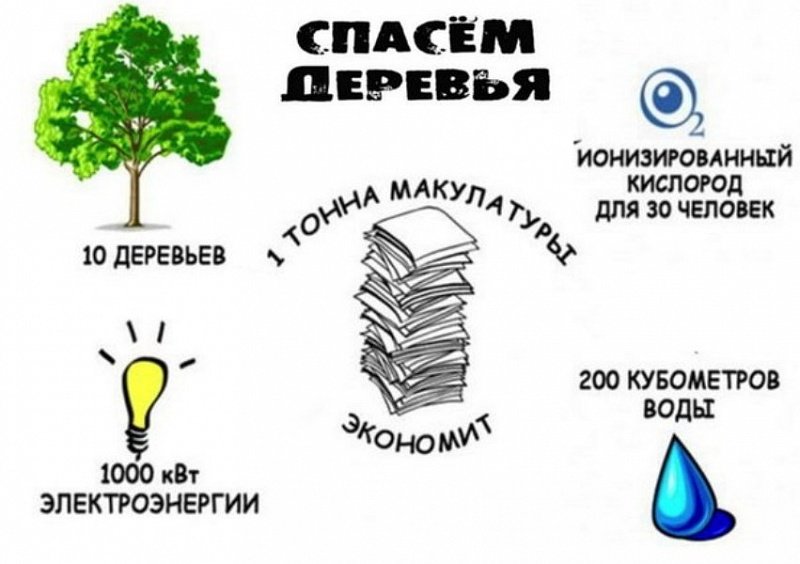 СПАСЁМ
ДЕРЕВЬЯ
O2
ИОНИЗИРОВАННЫЙ
КИСЛОРОД
ДЛЯ 30 ЧЕЛОВЕК
10 ДЕРЕВЬЕВ
1 ТОННА МАКУЛАТУРЫ
ЭКОНОМИТ
1000 кВт
ЭЛЕКТРОЭНЕРГИИ
200 КУБОМЕТРОВ
ВОДЫ